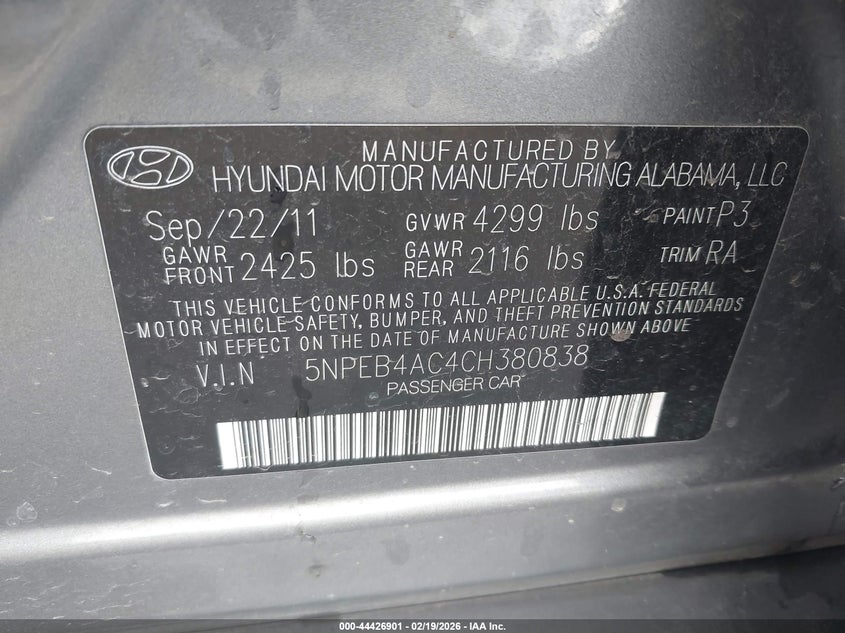 MANUFACTURED BY
HYUNDAI MOTOR MANUFACTURING ALABAMA, LLC
Sep/22/11 GVWR 4299 lbs PAINT P3
GAWR FRONT 2425 lbs GAWR REAR 2116 lbs TRIM RA
THIS VEHICLE CONFORMS TO ALL APPLICABLE U.S.A. FEDERAL
MOTOR VEHICLE SAFETY, BUMPER, AND THEFT PREVENTION STANDARDS
IN EFFECT ON THE DATE OF MANUFACTURE SHOWN ABOVE
V.I.N 5NPEB4AC4CH380838
PASSENGER CAR
000-44426901 - 02/19/2026 - IAA Inc.